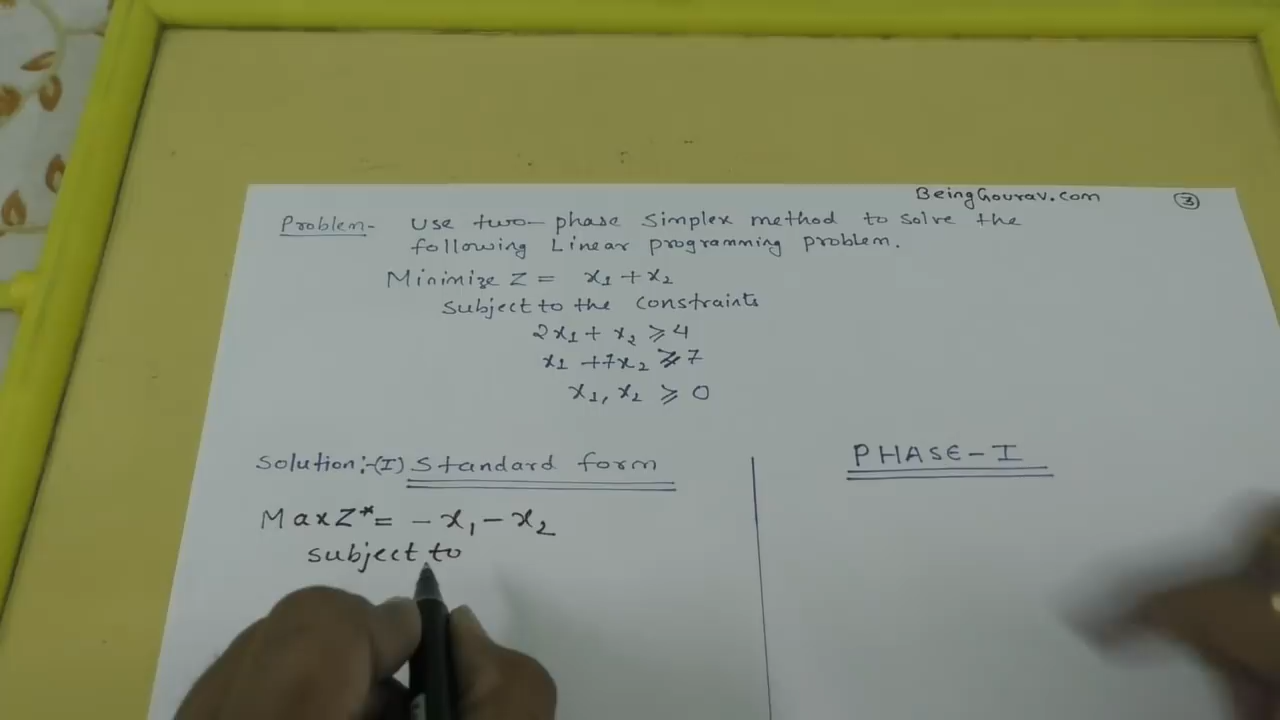 BeingGourav.com ③
Problem- Use two-phase simplex method to solve the
following Linear programming problem.
Minimize Z = x₁ + x₂
Subject to the constraints
2x₁ + x₂ ≥ 4
x₁ + 7x₂ ≥ 7
x₁, x₂ ≥ 0
Solution:-(I) Standard form
PHASE-I
Max Z* = - x₁ - x₂
subject to